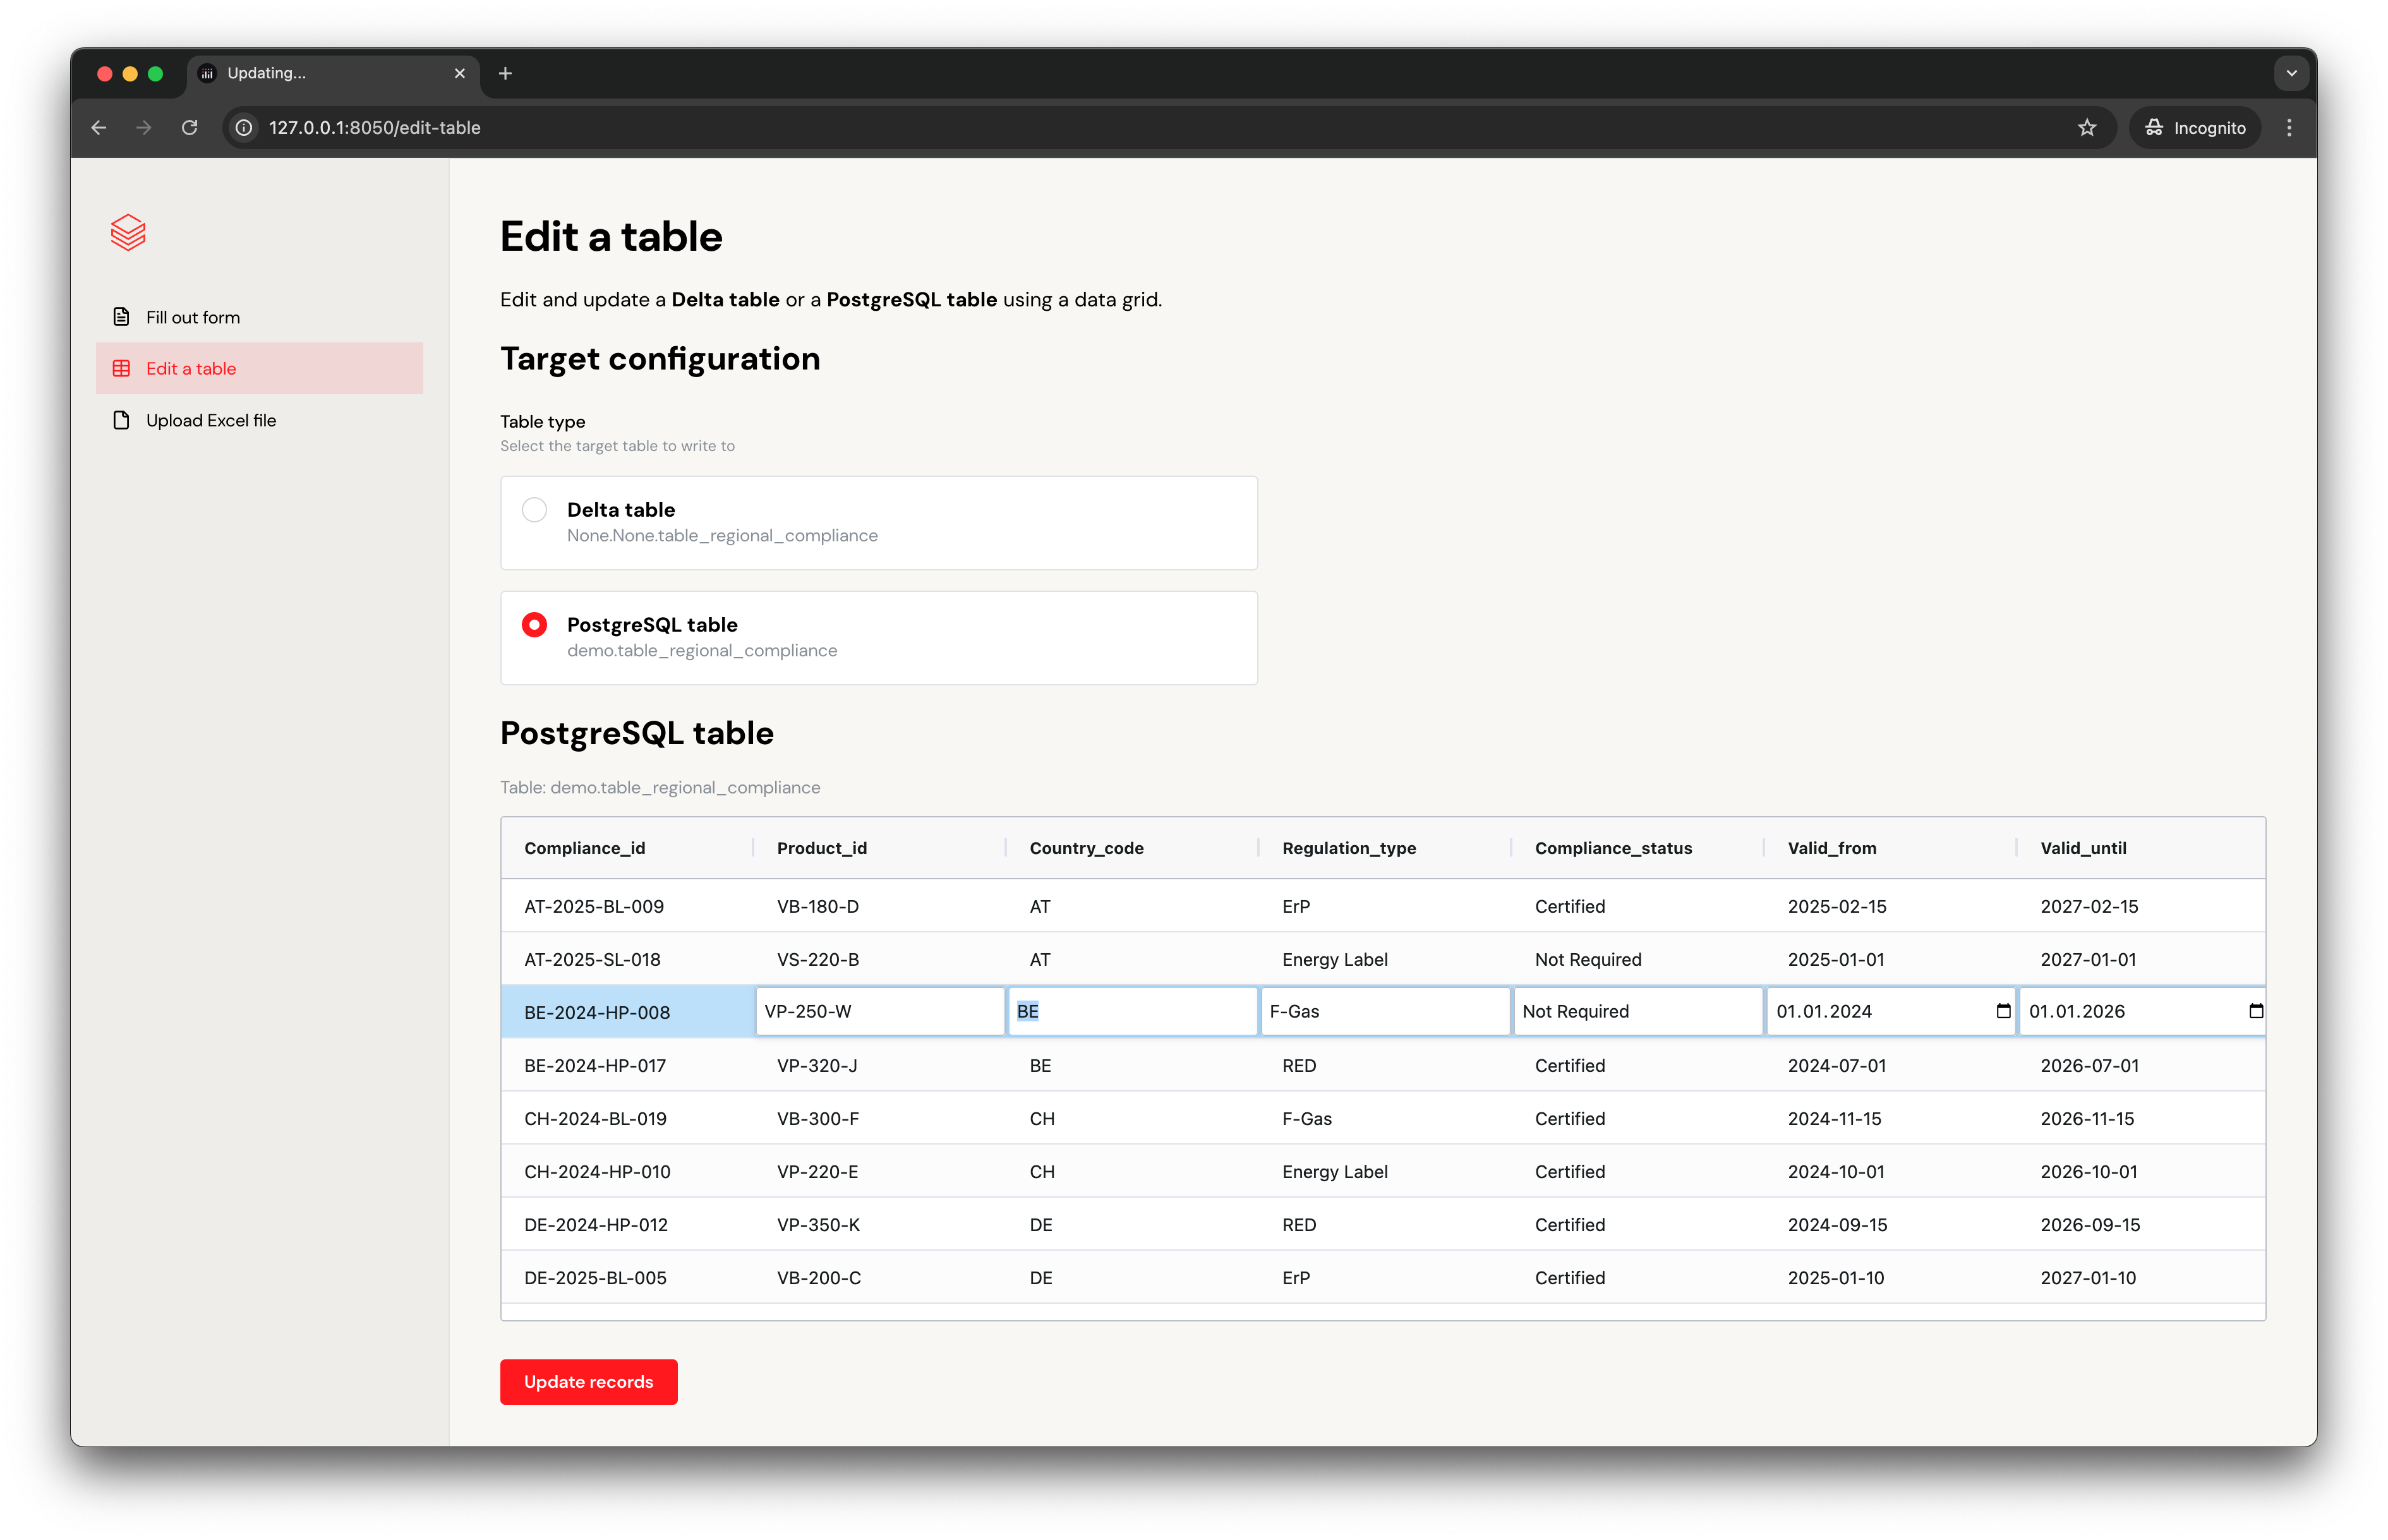 Updating...
127.0.0.1:8050/edit-table
Incognito
Fill out form
Edit a table
Upload Excel file
Edit a table
Edit and update a Delta table or a PostgreSQL table using a data grid.
Target configuration
Table type
Select the target table to write to
Delta table
None.None.table_regional_compliance
PostgreSQL table
demo.table_regional_compliance
PostgreSQL table
Table: demo.table_regional_compliance
Compliance_id Product_id Country_code Regulation_type Compliance_status Valid_from Valid_until
AT-2025-BL-009 VB-180-D AT ErP Certified 2025-02-15 2027-02-15
AT-2025-SL-018 VS-220-B AT Energy Label Not Required 2025-01-01 2027-01-01
BE-2024-HP-008 VP-250-W BE F-Gas Not Required 01.01.2024 01.01.2026
BE-2024-HP-017 VP-320-J BE RED Certified 2024-07-01 2026-07-01
CH-2024-BL-019 VB-300-F CH F-Gas Certified 2024-11-15 2026-11-15
CH-2024-HP-010 VP-220-E CH Energy Label Certified 2024-10-01 2026-10-01
DE-2024-HP-012 VP-350-K DE RED Certified 2024-09-15 2026-09-15
DE-2025-BL-005 VB-200-C DE ErP Certified 2025-01-10 2027-01-10
Update records